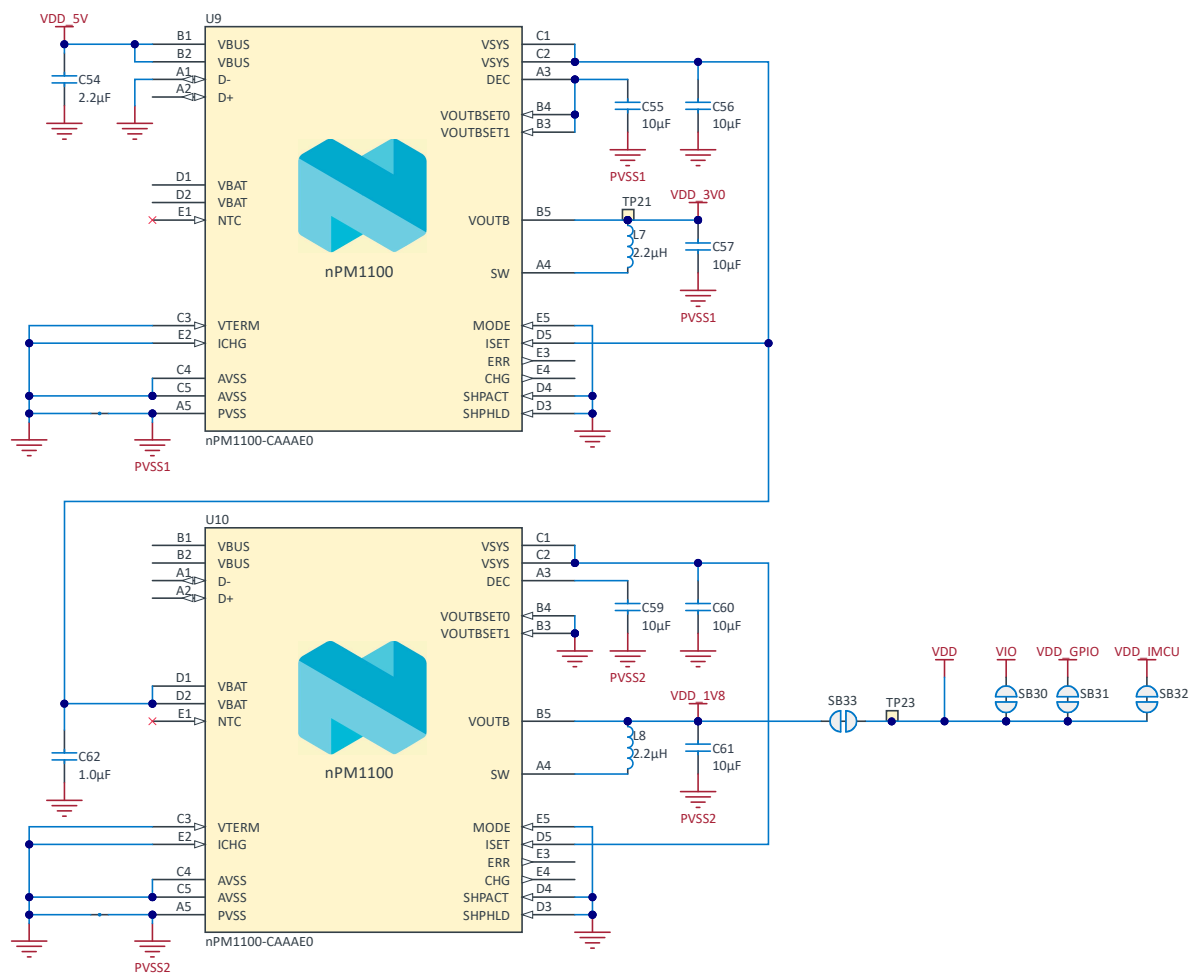 VDD_5V
U9
B1 VBUS
B2 VBUS
A1 D-
A2 D+
C54
2.2µF
D1 VBAT
D2 VBAT
E1 NTC
C3 VTERM
E2 ICHG
C4 AVSS
C5 AVSS
A5 PVSS
PVSS1
nPM1100
nPM1100-CAAAE0
VSYS C1
VSYS C2
DEC A3
VOUTBSET0 B4
VOUTBSET1 B3
VOUTB B5
SW A4
MODE E5
ISET D5
ERR E3
CHG E4
SHPACT D4
SHPHLD D3
C55
10µF
PVSS1
C56
10µF
TP21
VDD_3V0
L7
2.2µH
C57
10µF
PVSS1
U10
B1 VBUS
B2 VBUS
A1 D-
A2 D+
D1 VBAT
D2 VBAT
E1 NTC
C62
1.0µF
C3 VTERM
E2 ICHG
C4 AVSS
C5 AVSS
A5 PVSS
PVSS2
nPM1100
nPM1100-CAAAE0
VSYS C1
VSYS C2
DEC A3
VOUTBSET0 B4
VOUTBSET1 B3
VOUTB B5
SW A4
MODE E5
ISET D5
ERR E3
CHG E4
SHPACT D4
SHPHLD D3
C59
10µF
PVSS2
C60
10µF
VDD_1V8
L8
2.2µH
C61
10µF
PVSS2
SB33
TP23
VDD
VIO
SB30
VDD_GPIO
SB31
VDD_IMCU
SB32